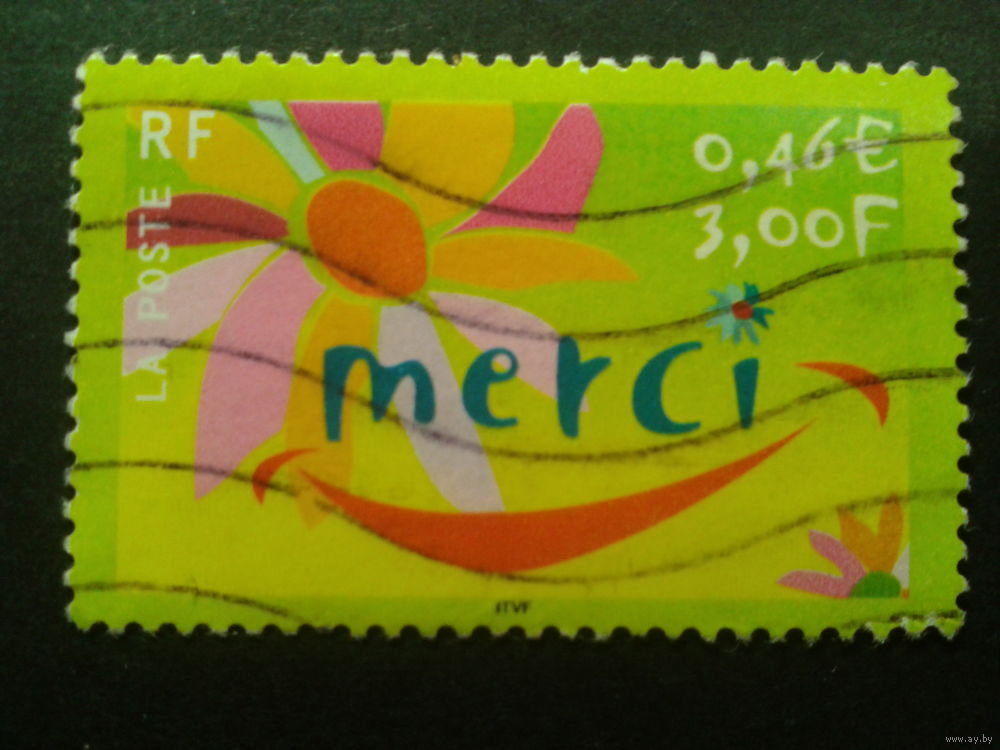 RF
0,46€
3,00F
LA POSTE
merci
ITVF
www.ay.by